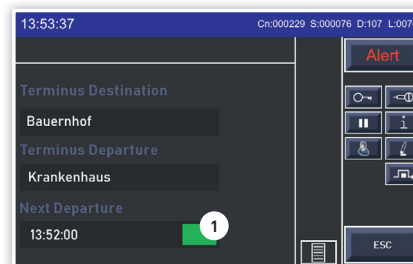 13:53:37 Cn:000229 S:000076 D:107
Alert
Terminus Destination
Bauernhof
Terminus Departure
Krankenhaus
Next Departure
13:52:00
1
i
ESC